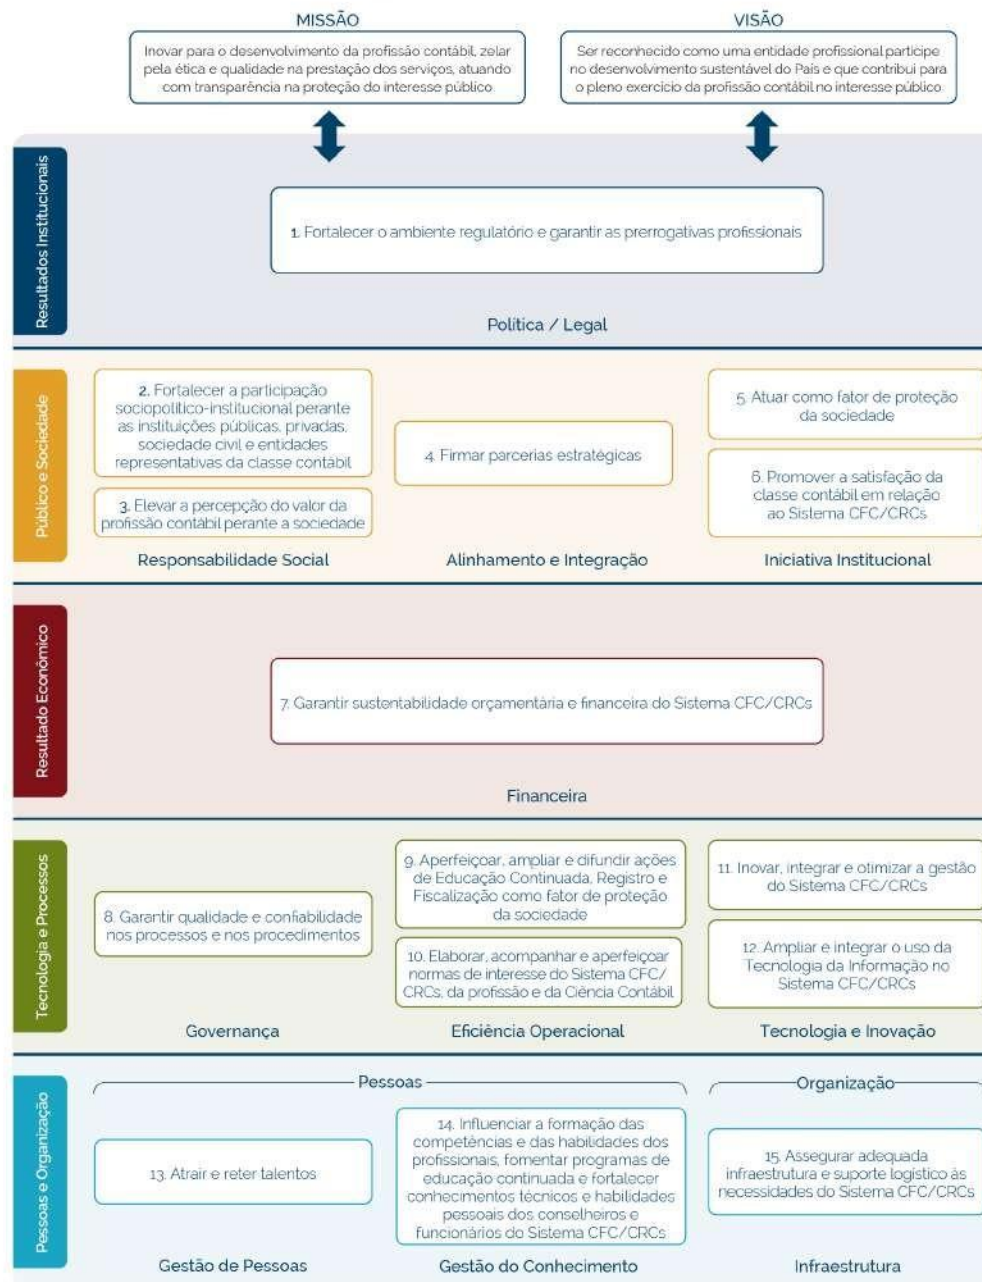 MISSÃO
Inovar para o desenvolvimento da profissão contábil, zelar
pela ética e qualidade na prestação dos serviços, atuando
com transparência na proteção do interesse público
VISÃO
Ser reconhecido como uma entidade profissional partícipe
no desenvolvimento sustentável do País e que contribui para
o pleno exercício da profissão contábil no interesse público
Resultados Institucionais
1. Fortalecer o ambiente regulatório e garantir as prerrogativas profissionais
Política / Legal
Público e Sociedade
2. Fortalecer a participação
sociopolítico-institucional perante
as instituições públicas, privadas,
sociedade civil e entidades
representativas da classe contábil
3. Elevar a percepção do valor da
profissão contábil perante a sociedade
Responsabilidade Social
4. Firmar parcerias estratégicas
Alinhamento e Integração
5. Atuar como fator de proteção
da sociedade
6. Promover a satisfação da
classe contábil em relação
ao Sistema CFC/CRCs
Iniciativa Institucional
Resultado Econômico
7. Garantir sustentabilidade orçamentária e financeira do Sistema CFC/CRCs
Financeira
Tecnologia e Processos
8. Garantir qualidade e confiabilidade
nos processos e nos procedimentos
Governança
9. Aperfeiçoar, ampliar e difundir ações
de Educação Continuada, Registro e
Fiscalização como fator de proteção
da sociedade
10. Elaborar, acompanhar e aperfeiçoar
normas de interesse do Sistema CFC/
CRCs, da profissão e da Ciência Contábil
Eficiência Operacional
11. Inovar, integrar e otimizar a gestão
do Sistema CFC/CRCs
12. Ampliar e integrar o uso da
Tecnologia da Informação no
Sistema CFC/CRCs
Tecnologia e Inovação
Pessoas e Organização
Pessoas
13. Atrair e reter talentos
Gestão de Pessoas
14. Influenciar a formação das
competências e das habilidades dos
profissionais, fomentar programas de
educação continuada e fortalecer
conhecimentos técnicos e habilidades
pessoais dos conselheiros e
funcionários do Sistema CFC/CRCs
Gestão do Conhecimento
Organização
15. Assegurar adequada
infraestrutura e suporte logístico às
necessidades do Sistema CFC/CRCs
Infraestrutura